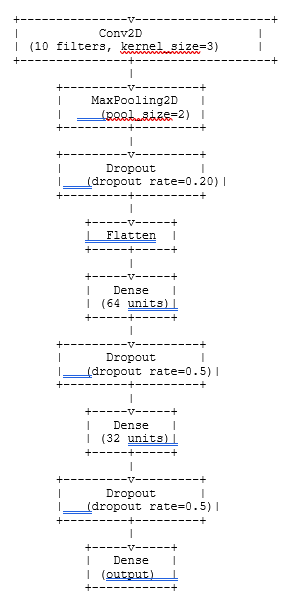 Conv2D
(10 filters, kernel_size=3)
MaxPooling2D
(pool_size=2)
Dropout
(dropout rate=0.20)
Flatten
Dense
(64 units)
Dropout
(dropout rate=0.5)
Dense
(32 units)
Dropout
(dropout rate=0.5)
Dense
(output)